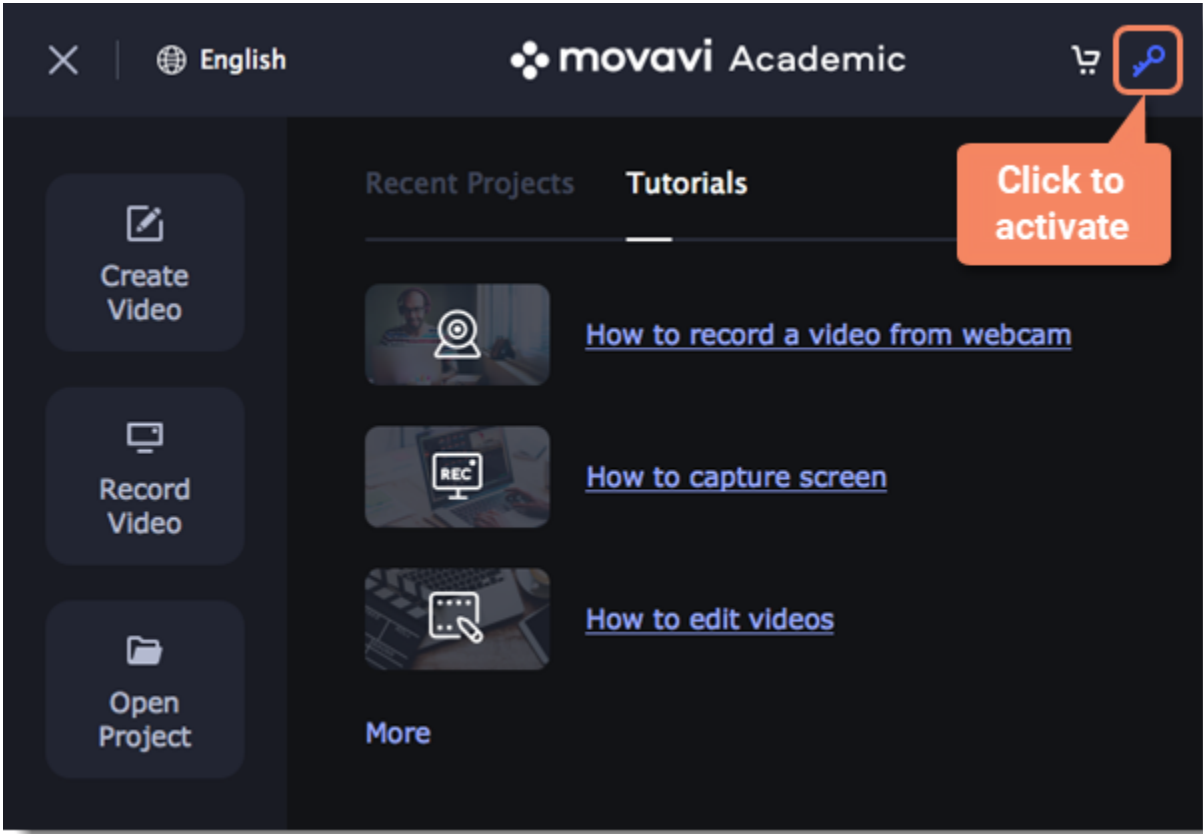 English
movavi Academic
Click to
activate
Recent Projects
Tutorials
Create
Video
How to record a video from webcam
Record
Video
REC
How to capture screen
How to edit videos
Open
Project
More